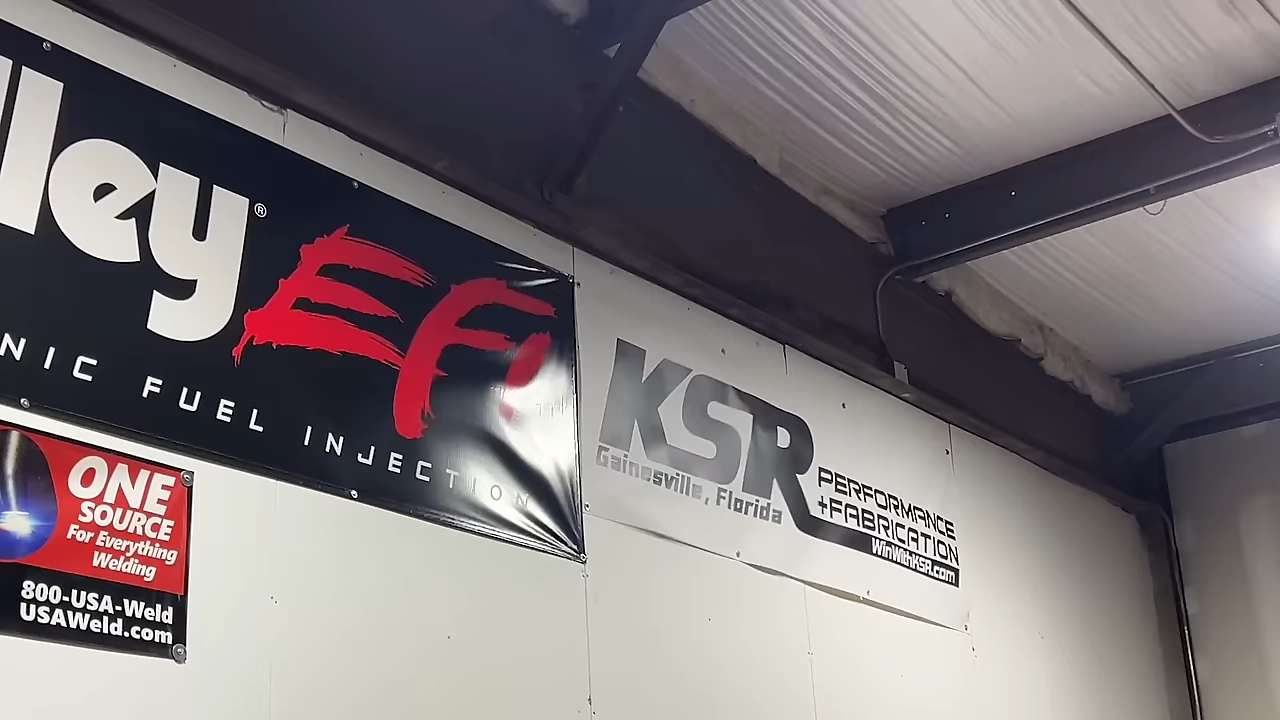 lley®
EFI
NIC FUEL INJECTION
ONE
SOURCE
For Everything
Welding
800-USA-Weld
USAWeld.com
KSR
Gainesville, Florida
PERFORMANCE
+FABRICATION
WinWithKSR.com